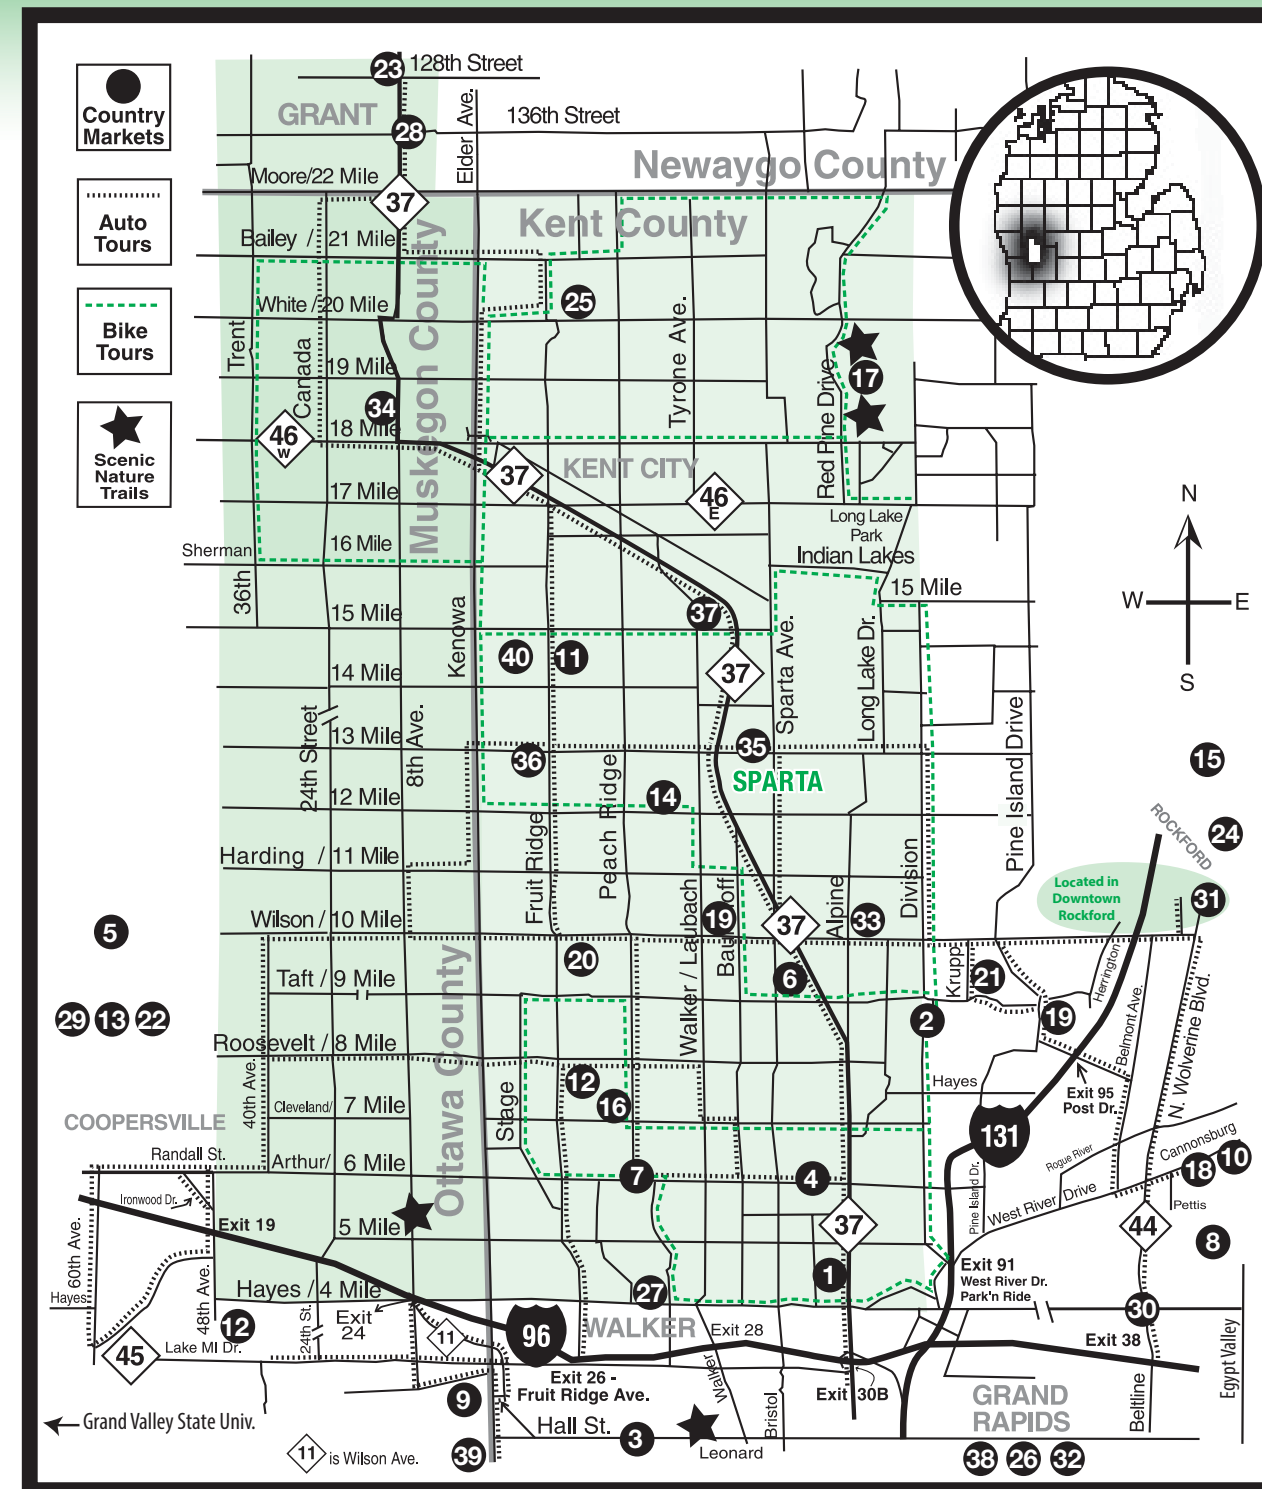 Country
Markets
Auto
Tours
Bike
Tours
Scenic
Nature
Trails
23
128th Street
GRANT
28
136th Street
Elder Ave.
Newaygo County
Moore/22 Mile
37
Kent County
Muskegon County
Bailey / 21 Mile
White / 20 Mile
25
Trent
Canada
19 Mile
Tyrone Ave.
Red Pine Drive
17
34
18 Mile
46
W
37
KENT CITY
46
E
17 Mile
Long Lake
Park
Indian Lakes
Sherman
16 Mile
36th
15 Mile
15 Mile
37
Kenowa
40
11
37
Sparta Ave.
Long Lake Dr.
14 Mile
N
W
E
S
24th Street
13 Mile
8th Ave.
36
35
SPARTA
Pine Island Drive
15
12 Mile
14
Peach Ridge
Fruit Ridge
ROCKFORD
24
Harding / 11 Mile
Located in
Downtown
Rockford
31
Walker / Laubach
19
37
Alpine
33
Division
Wilson / 10 Mile
5
20
6
Krupp
21
Herrington
Taft / 9 Mile
Ottawa County
29
13
22
2
19
Belmont Ave.
N. Wolverine Blvd.
Roosevelt / 8 Mile
40th Ave.
12
16
Stage
Hayes
Exit 95
Post Dr.
Cleveland/ 7 Mile
COOPERSVILLE
131
Randall St.
Arthur/ 6 Mile
7
4
Pine Island Dr.
Rogue River
Cannonsburg
18
10
Ironwood Dr.
Exit 19
5 Mile
37
West River Drive
Pettis
44
8
60th Ave.
Hayes
48th Ave.
Hayes / 4 Mile
27
1
Exit 91
West River Dr.
Park'n Ride
30
12
24th St.
Exit
24
11
96
WALKER
Exit 28
Exit 38
45
Lake MI Dr.
Exit 26 -
Fruit Ridge Ave.
Walker
Bristol
Exit 30B
GRAND
RAPIDS
Beltline
Egypt Valley
9
Hall St.
3
Leonard
Grand Valley State Univ.
11
is Wilson Ave.
39
38
26
32